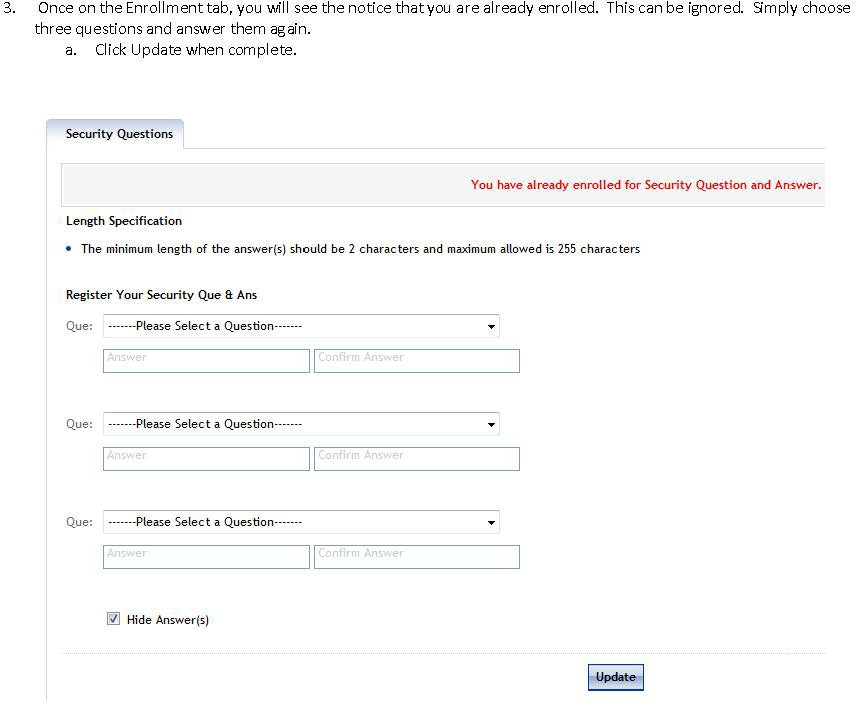 3. Once on the Enrollment tab, you will see the notice that you are already enrolled. This can be ignored. Simply choose
three questions and answer them again.
a. Click Update when complete.
Security Questions
You have already enrolled for Security Question and Answer.
Length Specification
• The minimum length of the answer(s) should be 2 characters and maximum allowed is 255 characters
Register Your Security Que & Ans
Que: -------Please Select a Question-------
Answer Confirm Answer
Que: -------Please Select a Question-------
Answer Confirm Answer
Que: -------Please Select a Question-------
Answer Confirm Answer
Hide Answer(s)
Update